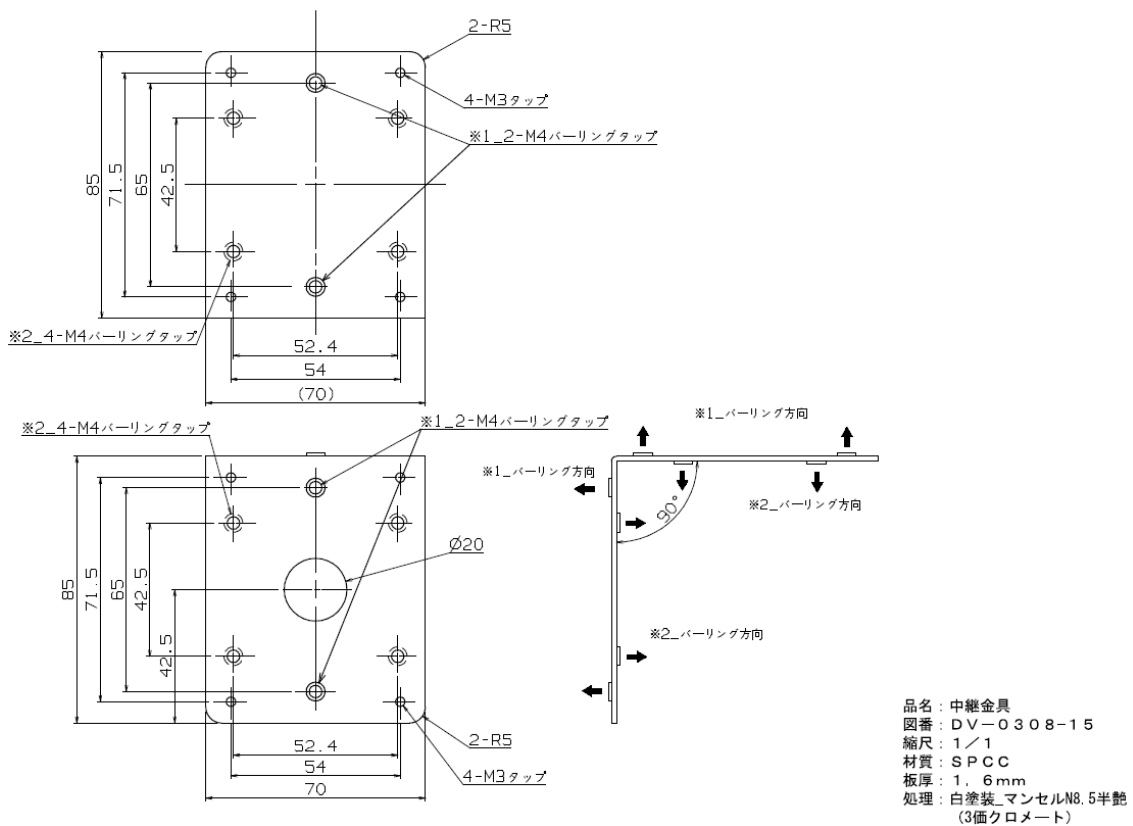 2-R5
4-M3タップ
※1_2-M4バーリングタップ
85
71.5
65
42.5
※2_4-M4バーリングタップ
52.4
54
(70)
※2_4-M4バーリングタップ
※1_2-M4バーリングタップ
Ø20
85
71.5
65
42.5
42.5
2-R5
4-M3タップ
52.4
54
70
※1_バーリング方向
※1_バーリング方向
※2_バーリング方向
90°
※2_バーリング方向
品名：中継金具
図番：DV－0308-15
縮尺：1／1
材質：SPCC
板厚：1．6mm
処理：白塗装_マンセルN8.5半艶
(3価クロメート)